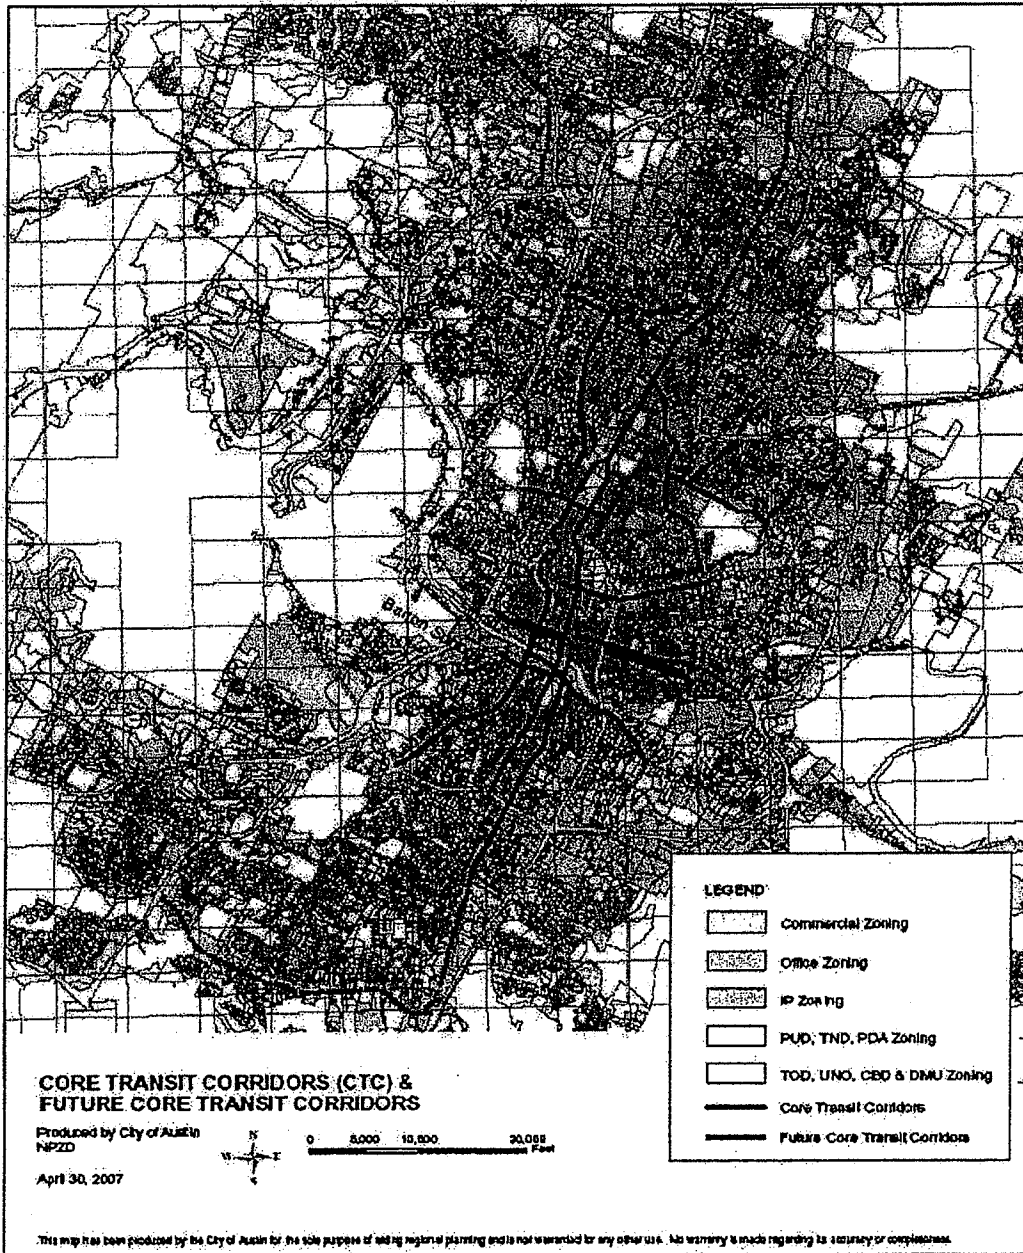 Barton S
LEGEND
Commercial Zoning
Office Zoning
IP Zoning
PUD, TND, PDA Zoning
TOD, UNO, CBD & DMU Zoning
Core Transit Corridors
Future Core Transit Corridors
CORE TRANSIT CORRIDORS (CTC) &
FUTURE CORE TRANSIT CORRIDORS
Produced by City of Austin
NPZD
April 30, 2007
N
W E
S
0 5,000 10,000 20,000
Feet
This map has been produced by the City of Austin for the sole purpose of aiding regional planning and is not warranted for any other use. No warranty is made regarding its accuracy or completeness.